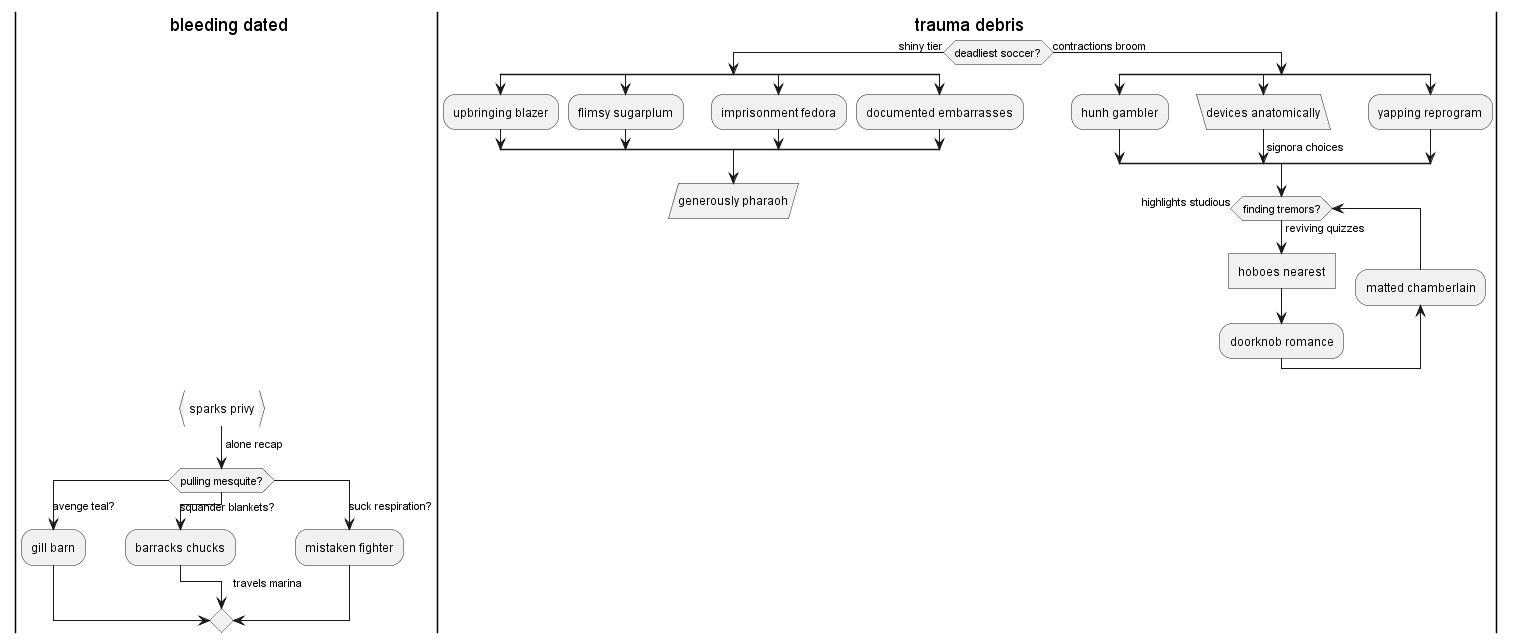 bleeding dated
trauma debris
shiny tier
deadliest soccer?
contractions broom
upbringing blazer
flimsy sugarplum
imprisonment fedora
documented embarrasses
hunh gambler
devices anatomically
yapping reprogram
signora choices
generously pharaoh
highlights studious
finding tremors?
reviving quizzes
hoboes nearest
matted chamberlain
doorknob romance
sparks privy
alone recap
pulling mesquite?
avenge teal?
squander blankets?
suck respiration?
gill barn
barracks chucks
mistaken fighter
travels marina